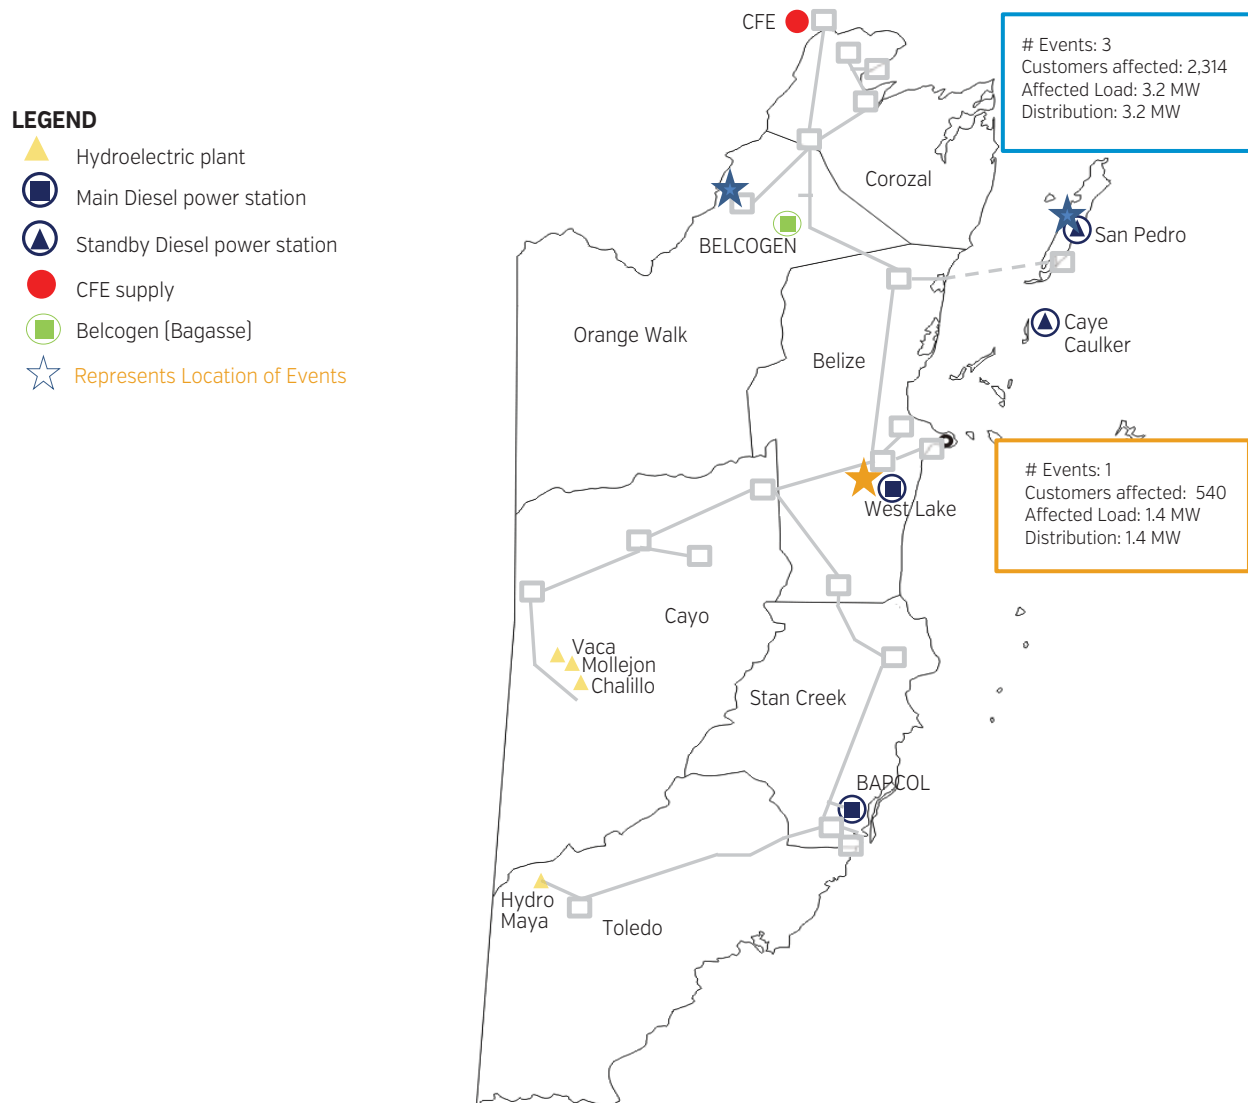 CFE
# Events: 3
Customers affected: 2,314
Affected Load: 3.2 MW
Distribution: 3.2 MW
LEGEND
Hydroelectric plant
Main Diesel power station
Standby Diesel power station
CFE supply
Belcogen (Bagasse)
Represents Location of Events
Corozal
BELCOGEN
San Pedro
Orange Walk
Caye
Caulker
Belize
# Events: 1
Customers affected: 540
Affected Load: 1.4 MW
Distribution: 1.4 MW
West Lake
Cayo
Vaca
Mollejon
Chalillo
Stan Creek
BAPCOL
Hydro
Maya
Toledo